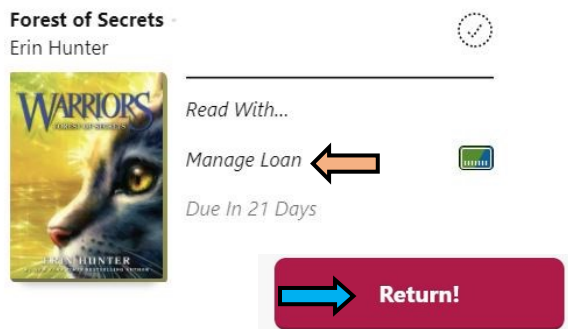 Forest of Secrets
Erin Hunter
WARRIORS
FOREST OF SECRETS
ERIN HUNTER
Read With...
Manage Loan
Due In 21 Days
Return!